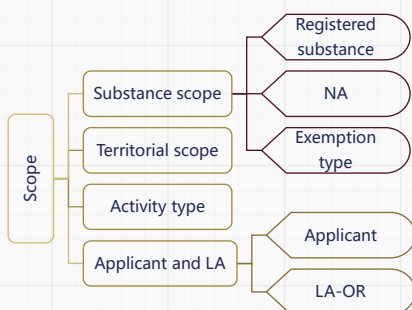 Scope
Substance scope
Registered
substance
NA
Exemption
type
Territorial scope
Activity type
Applicant and LA
Applicant
LA-OR